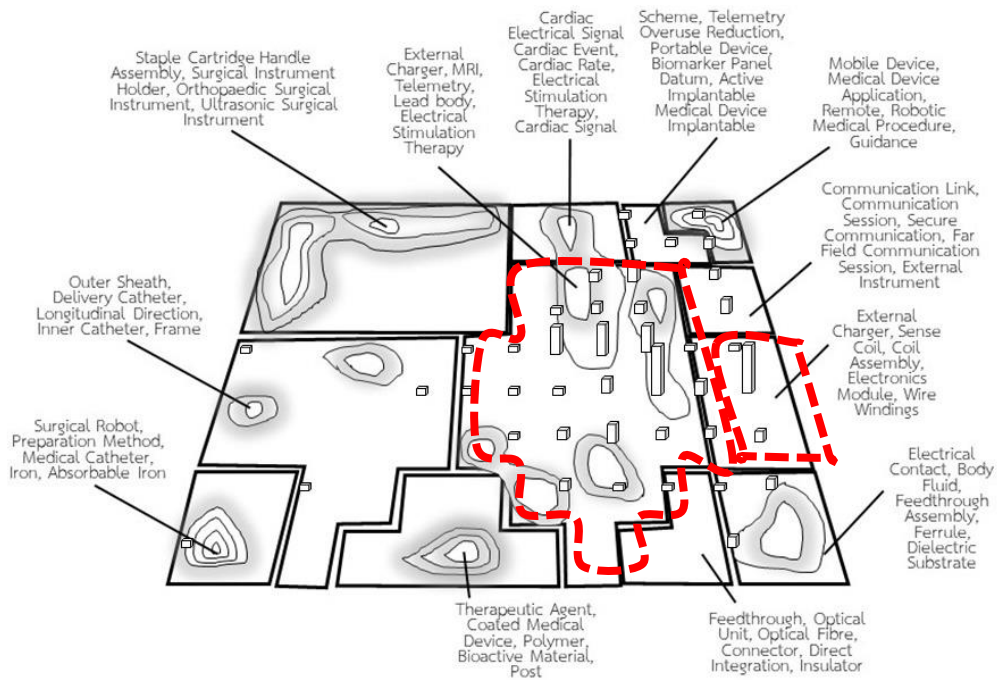 Staple Cartridge Handle
Assembly, Surgical Instrument
Holder, Orthopaedic Surgical
Instrument, Ultrasonic Surgical
Instrument
External
Charger, MRI,
Telemetry,
Lead body,
Electrical
Stimulation
Therapy
Cardiac
Electrical Signal
Cardiac Event,
Cardiac Rate,
Electrical
Stimulation
Therapy,
Cardiac Signal
Scheme, Telemetry
Overuse Reduction,
Portable Device,
Biomarker Panel
Datum, Active
Implantable
Medical Device
Implantable
Mobile Device,
Medical Device
Application,
Remote, Robotic
Medical Procedure,
Guidance
Communication Link,
Communication
Session, Secure
Communication, Far
Field Communication
Session, External
Instrument
Outer Sheath,
Delivery Catheter,
Longitudinal Direction,
Inner Catheter, Frame
External
Charger, Sense
Coil, Coil
Assembly,
Electronics
Module, Wire
Windings
Surgical Robot,
Preparation Method,
Medical Catheter,
Iron, Absorbable Iron
Electrical
Contact, Body
Fluid,
Feedthrough
Assembly,
Ferrule,
Dielectric
Substrate
Therapeutic Agent,
Coated Medical
Device, Polymer,
Bioactive Material,
Post
Feedthrough, Optical
Unit, Optical Fibre,
Connector, Direct
Integration, Insulator